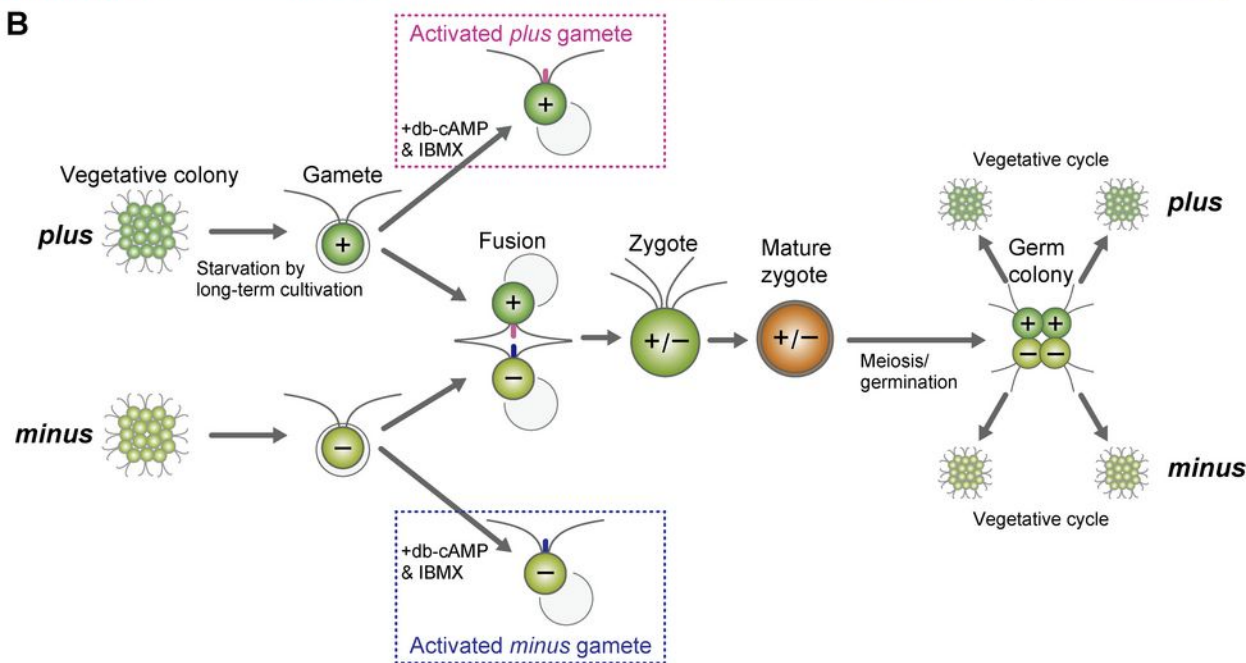 B
Activated plus gamete
+
+db-cAMP
& IBMX
Vegetative colony
Gamete
plus
+
Starvation by
long-term cultivation
Fusion
+
−
Zygote
+/−
Mature
zygote
+/−
Meiosis/
germination
Vegetative cycle
plus
Germ
colony
+ +
− −
minus
Vegetative cycle
minus
−
+db-cAMP
& IBMX
−
Activated minus gamete